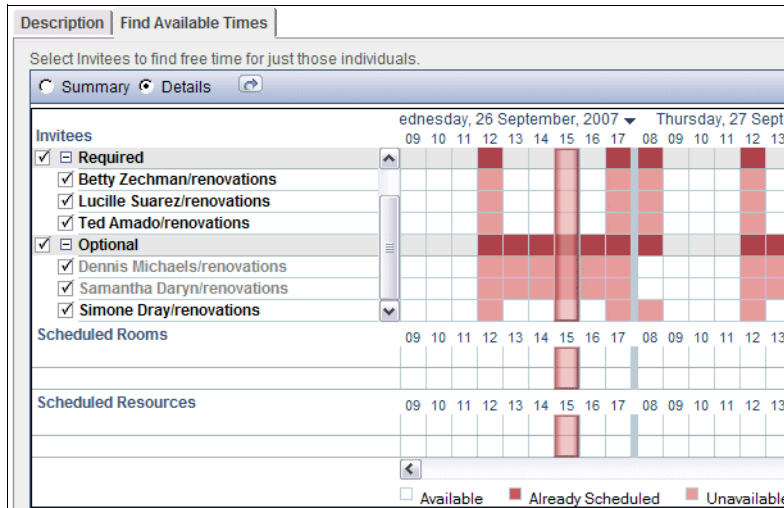 Description Find Available Times
Select Invitees to find free time for just those individuals.
Summary Details
ednesday, 26 September, 2007 Thursday, 27 Sept
Invitees 09 10 11 12 13 14 15 16 17 08 09 10 11 12 13
Required
Betty Zechman/renovations
Lucille Suarez/renovations
Ted Amado/renovations
Optional
Dennis Michaels/renovations
Samantha Daryn/renovations
Simone Dray/renovations
Scheduled Rooms 09 10 11 12 13 14 15 16 17 08 09 10 11 12 13
Scheduled Resources 09 10 11 12 13 14 15 16 17 08 09 10 11 12 13
Available Already Scheduled Unavailable